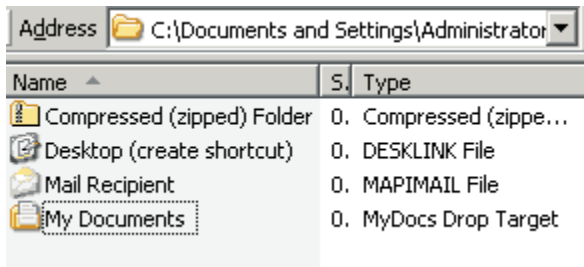 Address C:\Documents and Settings\Administrator
Name S. Type
Compressed (zipped) Folder 0. Compressed (zippe...
Desktop (create shortcut) 0. DESKLINK File
Mail Recipient 0. MAPIMAIL File
My Documents 0. MyDocs Drop Target